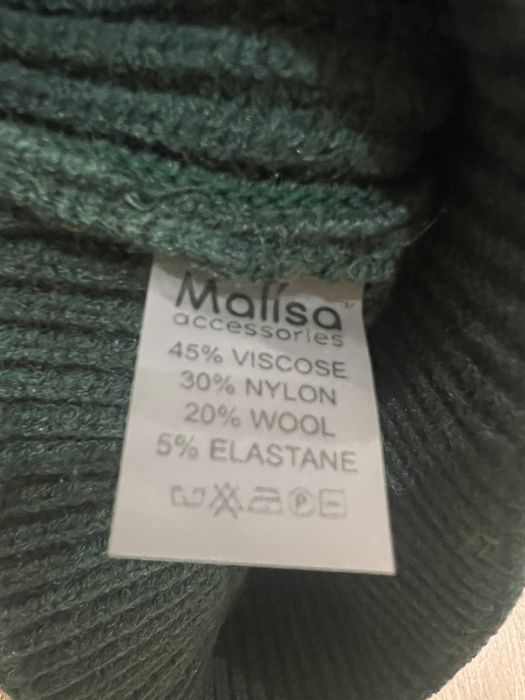 Malisa
accessories
45% VISCOSE
30% NYLON
20% WOOL
5% ELASTANE
P